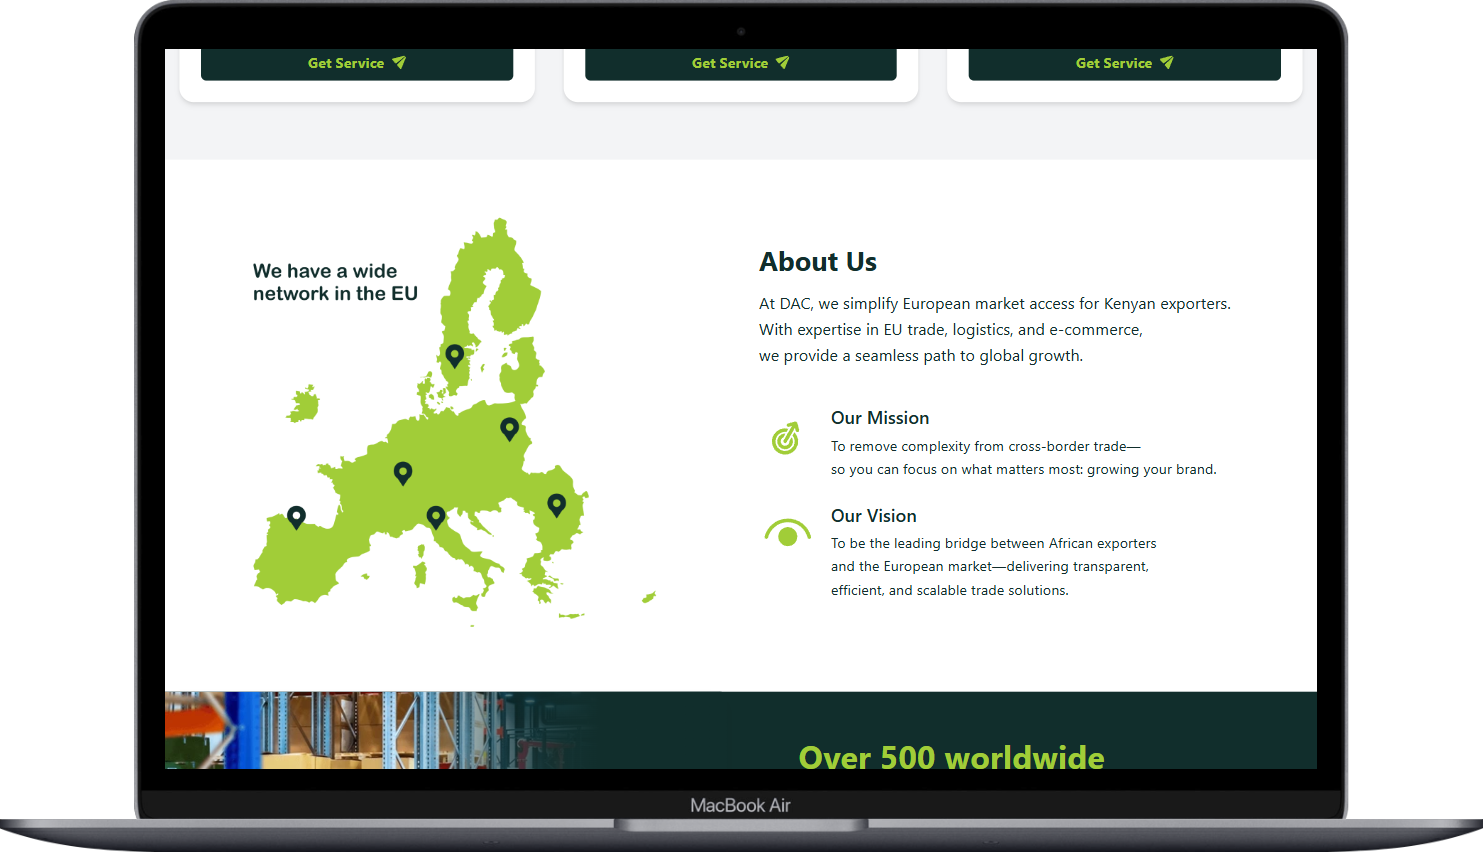 Get Service
Get Service
Get Service
We have a wide
network in the EU
About Us
At DAC, we simplify European market access for Kenyan exporters.
With expertise in EU trade, logistics, and e-commerce,
we provide a seamless path to global growth.
Our Mission
To remove complexity from cross-border trade—
so you can focus on what matters most: growing your brand.
Our Vision
To be the leading bridge between African exporters
and the European market—delivering transparent,
efficient, and scalable trade solutions.
Over 500 worldwide
MacBook Air